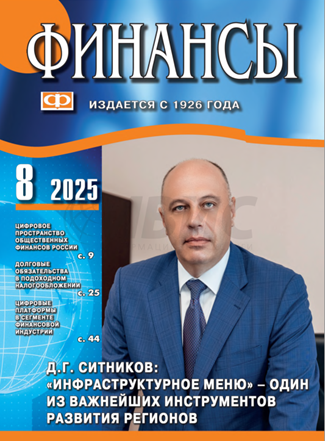 ФИНАНСЫ
Ф
ИЗДАЕТСЯ С 1926 ГОДА
8 2025
ЦИФРОВОЕ
ПРОСТРАНСТВО
ОБЩЕСТВЕННЫХ
ФИНАНСОВ РОССИИ
с. 9
ДОЛГОВЫЕ
ОБЯЗАТЕЛЬСТВА
В ПОДОХОДНОМ
НАЛОГООБЛОЖЕНИИ
с. 25
ЦИФРОВЫЕ
ПЛАТФОРМЫ
В СЕГМЕНТЕ
ФИНАНСОВОЙ
ИНДУСТРИИ
с. 44
Д.Г. СИТНИКОВ:
«ИНФРАСТРУКТУРНОЕ МЕНЮ» – ОДИН
ИЗ ВАЖНЕЙШИХ ИНСТРУМЕНТОВ
РАЗВИТИЯ РЕГИОНОВ